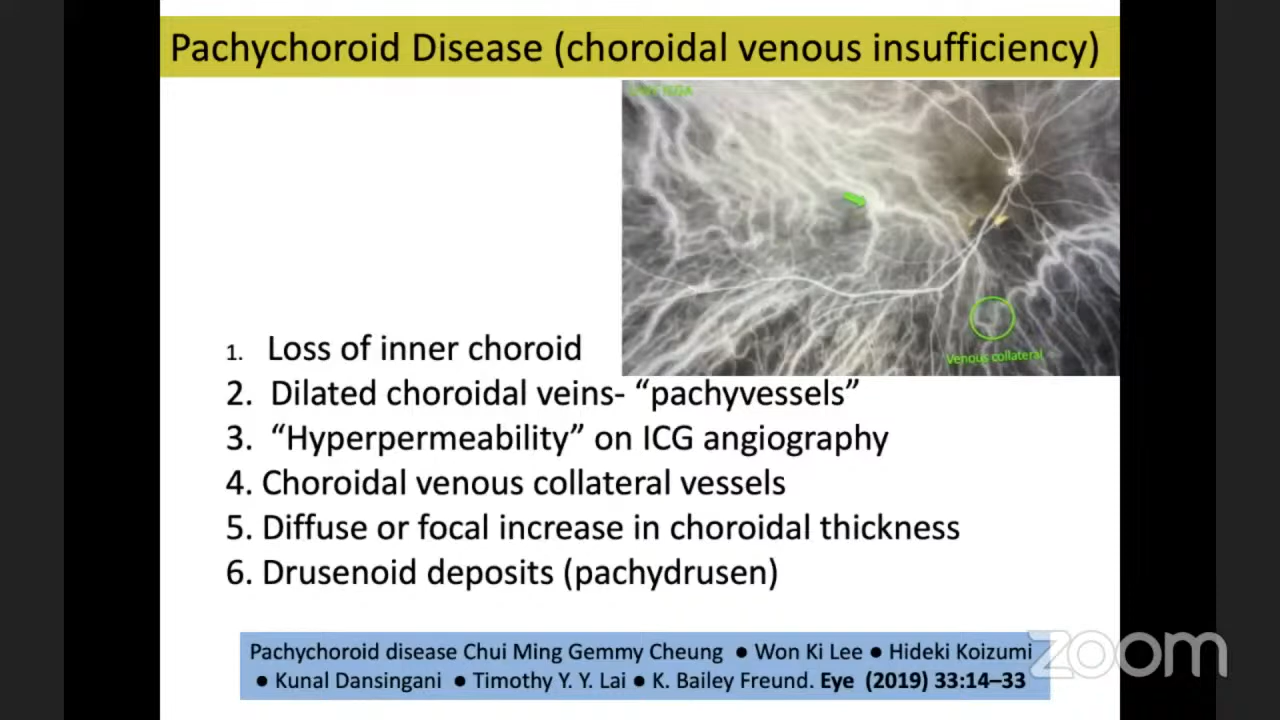 Pachychoroid Disease (choroidal venous insufficiency)
Venous collateral
1. Loss of inner choroid
2. Dilated choroidal veins- “pachyvessels”
3. “Hyperpermeability” on ICG angiography
4. Choroidal venous collateral vessels
5. Diffuse or focal increase in choroidal thickness
6. Drusenoid deposits (pachydrusen)
Pachychoroid disease Chui Ming Gemmy Cheung ● Won Ki Lee ● Hideki Koizumi
● Kunal Dansingani ● Timothy Y. Y. Lai ● K. Bailey Freund. Eye (2019) 33:14–33
zoom